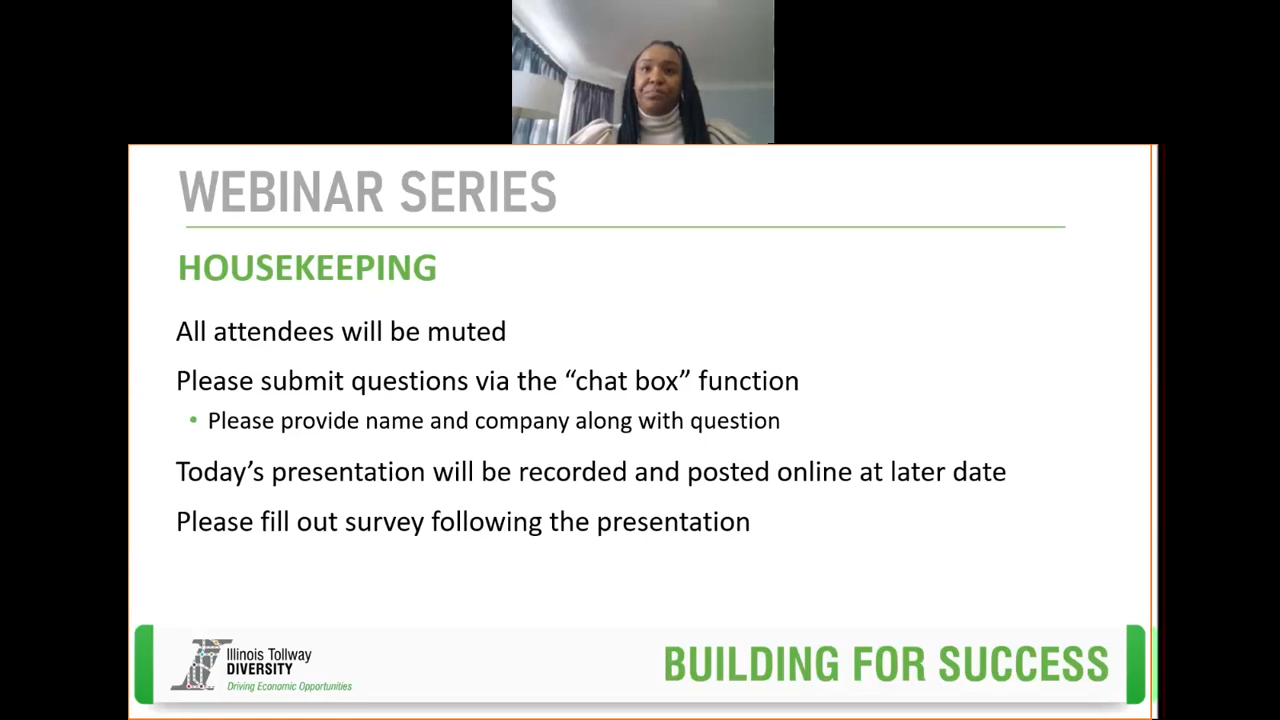 WEBINAR SERIES
HOUSEKEEPING
All attendees will be muted
Please submit questions via the “chat box” function
• Please provide name and company along with question
Today’s presentation will be recorded and posted online at later date
Please fill out survey following the presentation
Illinois Tollway
DIVERSITY
Driving Economic Opportunities
BUILDING FOR SUCCESS